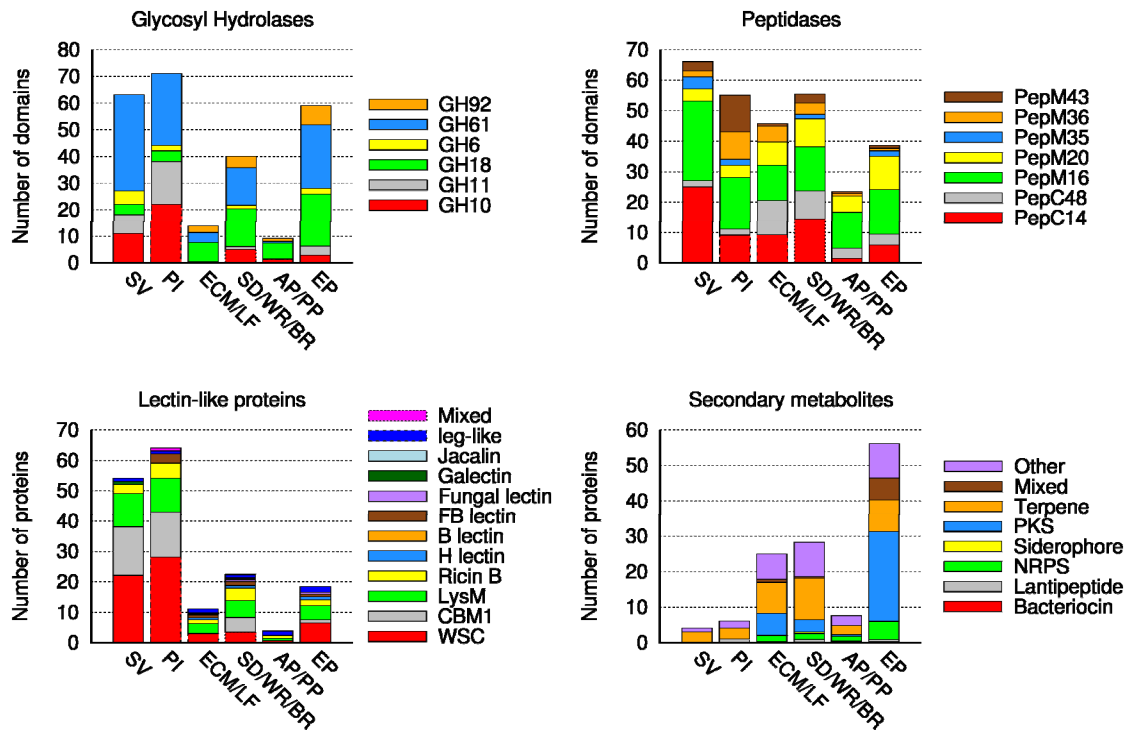 Glycosyl Hydrolases
Number of domains
80
70
60
50
40
30
20
10
0
SV
PI
ECM/LF
SD/WR/BR
AP/PP
EP
GH92
GH61
GH6
GH18
GH11
GH10
Peptidases
Number of domains
70
60
50
40
30
20
10
0
SV
PI
ECM/LF
SD/WR/BR
AP/PP
EP
PepM43
PepM36
PepM35
PepM20
PepM16
PepC48
PepC14
Lectin-like proteins
Number of proteins
70
60
50
40
30
20
10
0
SV
PI
ECM/LF
SD/WR/BR
AP/PP
EP
Mixed
leg-like
Jacalin
Galectin
Fungal lectin
FB lectin
B lectin
H lectin
Ricin B
LysM
CBM1
WSC
Secondary metabolites
Number of proteins
60
50
40
30
20
10
0
SV
PI
ECM/LF
SD/WR/BR
AP/PP
EP
Other
Mixed
Terpene
PKS
Siderophore
NRPS
Lantipeptide
Bacteriocin